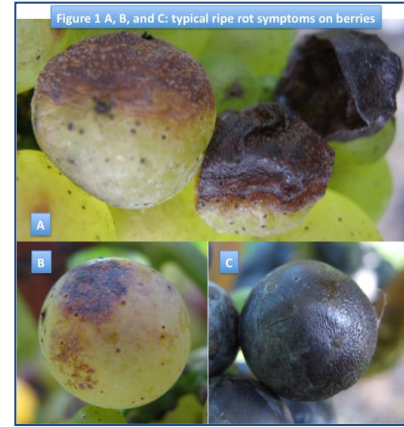 Figure 1 A, B, and C: typical ripe rot symptoms on berries
A
B
C